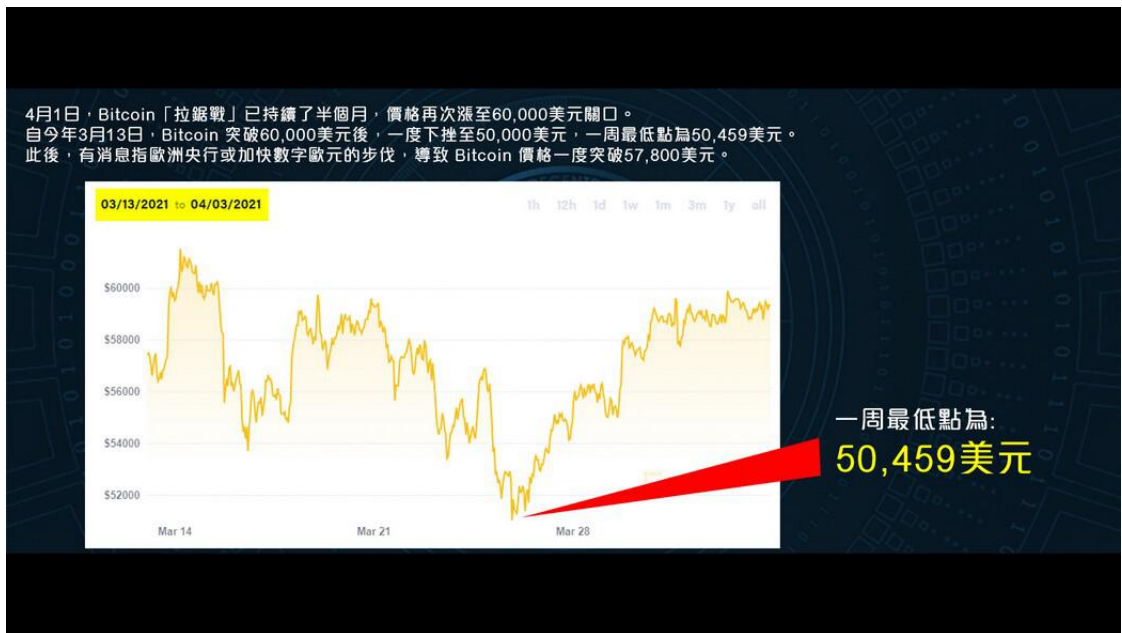 4月1日，Bitcoin「拉鋸戰」已持續了半個月，價格再次漲至60,000美元關口。
自今年3月13日，Bitcoin 突破60,000美元後，一度下挫至50,000美元，一周最低點為50,459美元。
此後，有消息指歐洲央行或加快數字歐元的步伐，導致 Bitcoin 價格一度突破57,800美元。
03/13/2021 to 04/03/2021
1h 12h 1d 1w 1m 3m 1y all
$60000
$58000
$56000
$54000
$52000
Mar 14 Mar 21 Mar 28
一周最低點為:
50,459美元